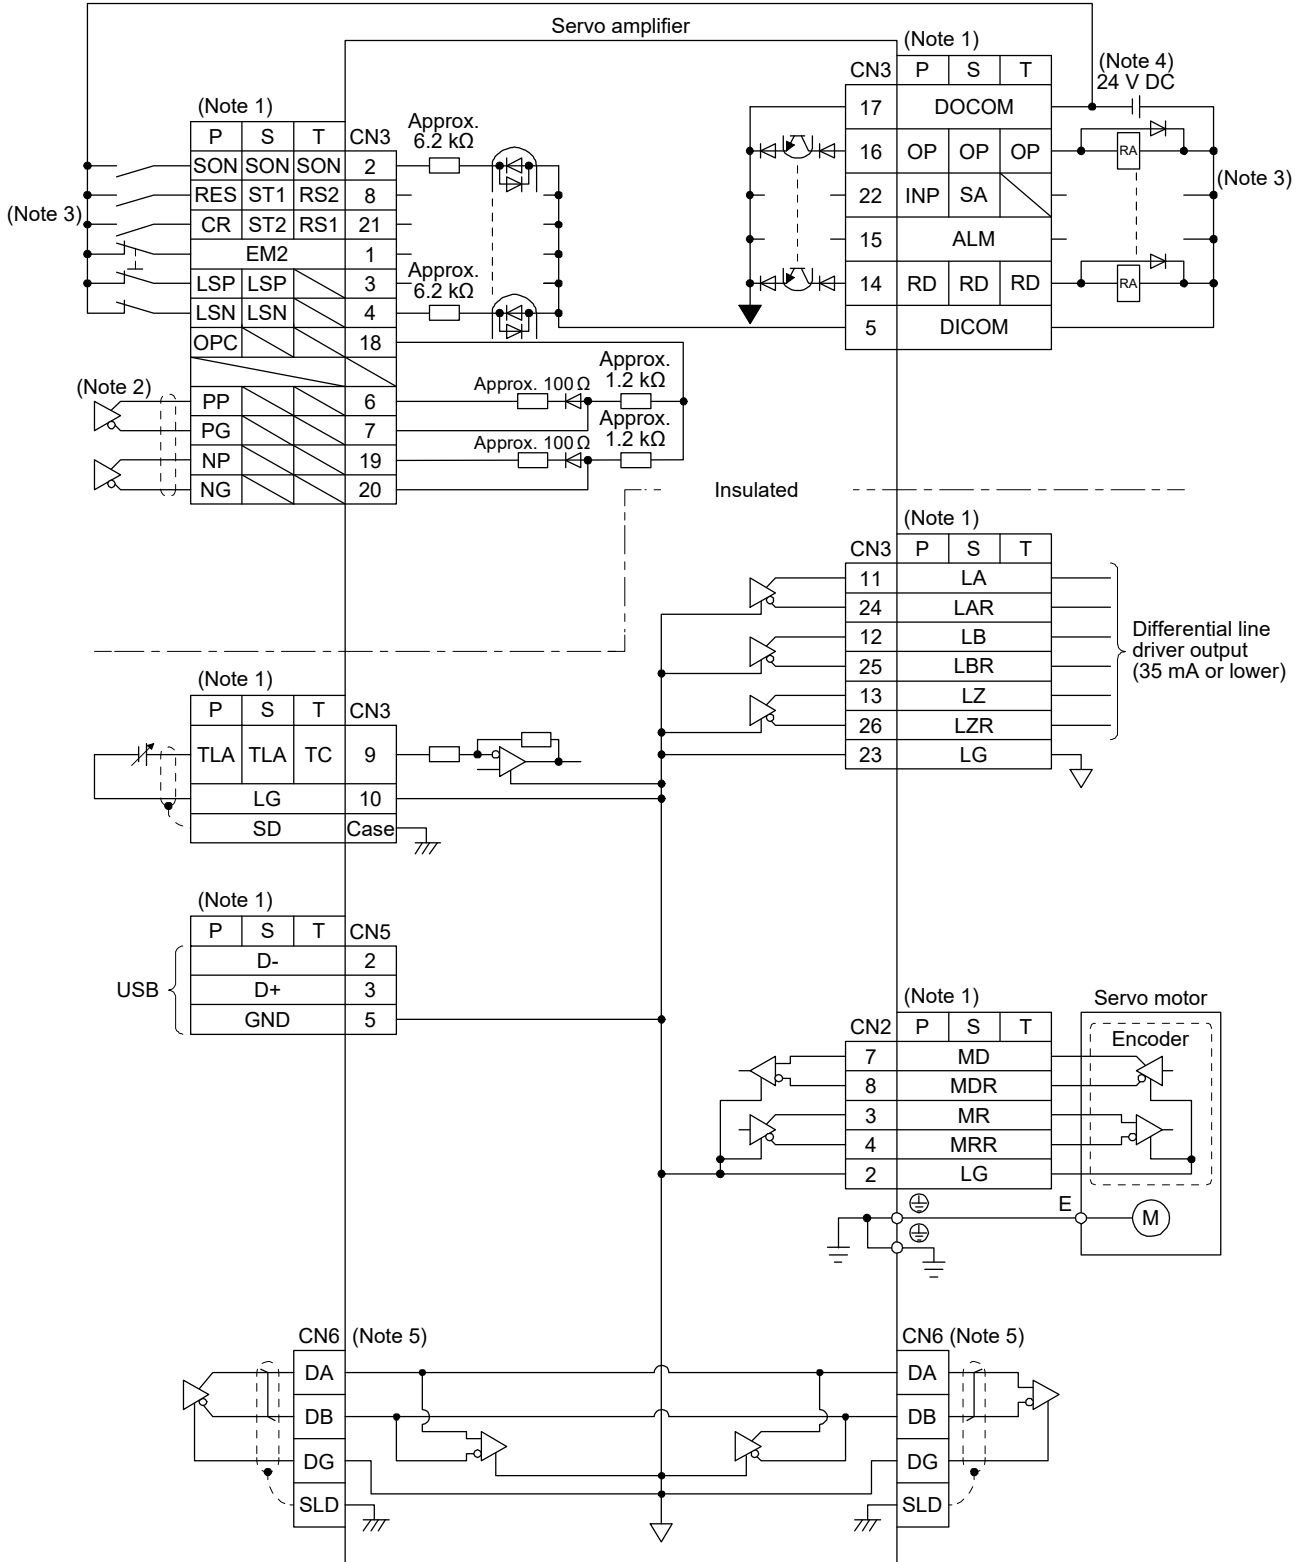 Servo amplifier
(Note 1)
P S T CN3
SON SON SON 2
RES ST1 RS2 8
CR ST2 RS1 21
EM2 1
LSP LSP 3
LSN LSN 4
OPC 18
PP 6
PG 7
NP 19
NG 20
(Note 3)
(Note 2)
Approx.
6.2 kΩ
Approx.
6.2 kΩ
Approx. 100 Ω
Approx.
1.2 kΩ
Approx. 100 Ω
Approx.
1.2 kΩ
(Note 1)
CN3 P S T
17 DOCOM
16 OP OP OP
22 INP SA
15 ALM
14 RD RD RD
5 DICOM
(Note 4)
24 V DC
RA
(Note 3)
RA
Insulated
(Note 1)
CN3 P S T
11 LA
24 LAR
12 LB
25 LBR
13 LZ
26 LZR
23 LG
Differential line
driver output
(35 mA or lower)
(Note 1)
P S T CN3
TLA TLA TC 9
LG 10
SD Case
(Note 1)
P S T CN5
D- 2
D+ 3
GND 5
USB
(Note 1)
CN2 P S T
7 MD
8 MDR
3 MR
4 MRR
2 LG
Servo motor
Encoder
E
M
CN6 (Note 5)
DA
DB
DG
SLD
CN6 (Note 5)
DA
DB
DG
SLD